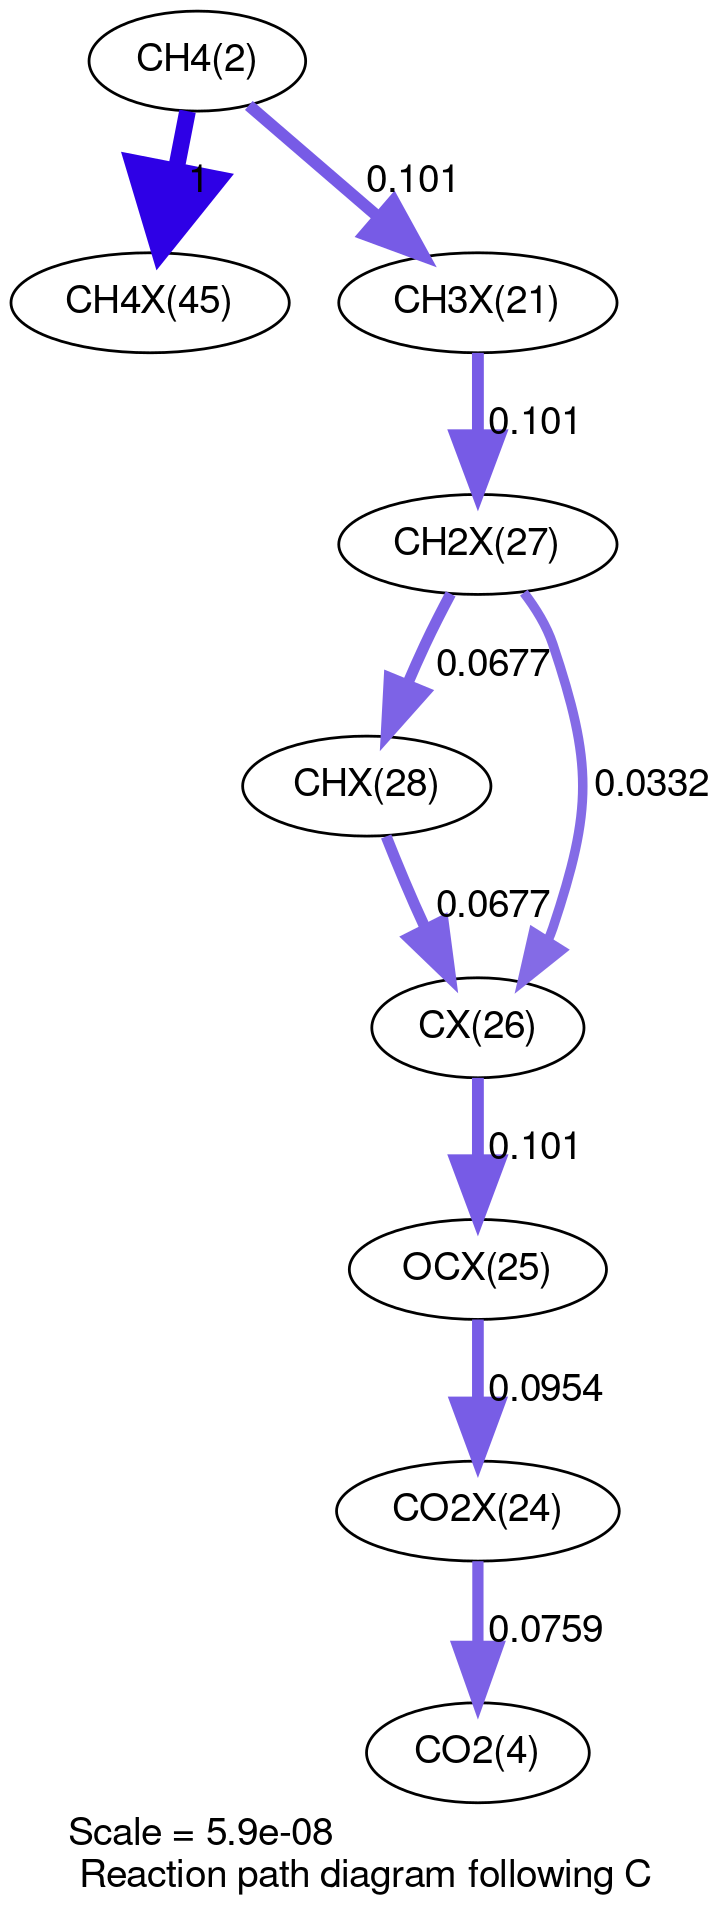 CH4(2)
1
0.101
CH4X(45)
CH3X(21)
0.101
CH2X(27)
0.0677
CHX(28)
0.0332
0.0677
CX(26)
0.101
OCX(25)
0.0954
CO2X(24)
0.0759
CO2(4)
Scale = 5.9e-08
Reaction path diagram following C